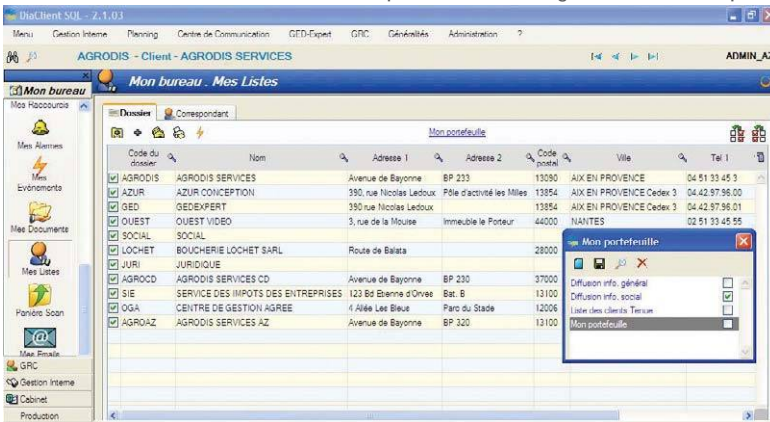 DiaClient SQL - 2.1.03
Menu Gestion Interne Planning Centre de Communication GED-Expert GRC Généralités Administration ?
AGRODIS - Client - AGRODIS SERVICES ADMIN_AZ
Mon bureau
Mon bureau . Mes Listes
Mes Raccourcis
Mes Alarmes
Mes Evénements
Mes Documents
Mes Listes
Panière Scan
Mes Emails
GRC
Gestion Interne
Cabinet
Production
Dossier Correspondant
Mon portefeuille
Code du dossier Nom Adresse 1 Adresse 2 Code postal Ville Tel 1
AGRODIS AGRODIS SERVICES Avenue de Bayonne BP 233 13090 AIX EN PROVENCE 04 51 33 45 3
AZUR AZUR CONCEPTION 390, rue Nicolas Ledoux Pôle d'activité les Milles 13854 AIX EN PROVENCE Cedex 3 04.42.97.96.00
GED GEDEXPERT 390 rue Nicolas Ledoux 13854 AIX EN PROVENCE Cedex 3 04.42.97.96.01
OUEST OUEST VIDEO 3, rue de la Mouise Immeuble le Porteur 44000 NANTES 02 51 33 45 55
SOCIAL SOCIAL
LOCHET BOUCHERIE LOCHET SARL Route de Balata 28000
JURI JURIDIQUE
AGROCD AGRODIS SERVICES CD Avenue de Bayonne BP 230 37000
SIE SERVICE DES IMPOTS DES ENTREPRISES 123 Bd Etienne d'Orves Bat. B 13100
OGA CENTRE DE GESTION AGREE 4 Allée Les Bleus Parc du Stade 12006
AGROAZ AGRODIS SERVICES AZ Avenue de Bayonne BP 320 13100
Mon portefeuille
Diffusion info. général
Diffusion info. social
Liste des clients Tenue
Mon portefeuille